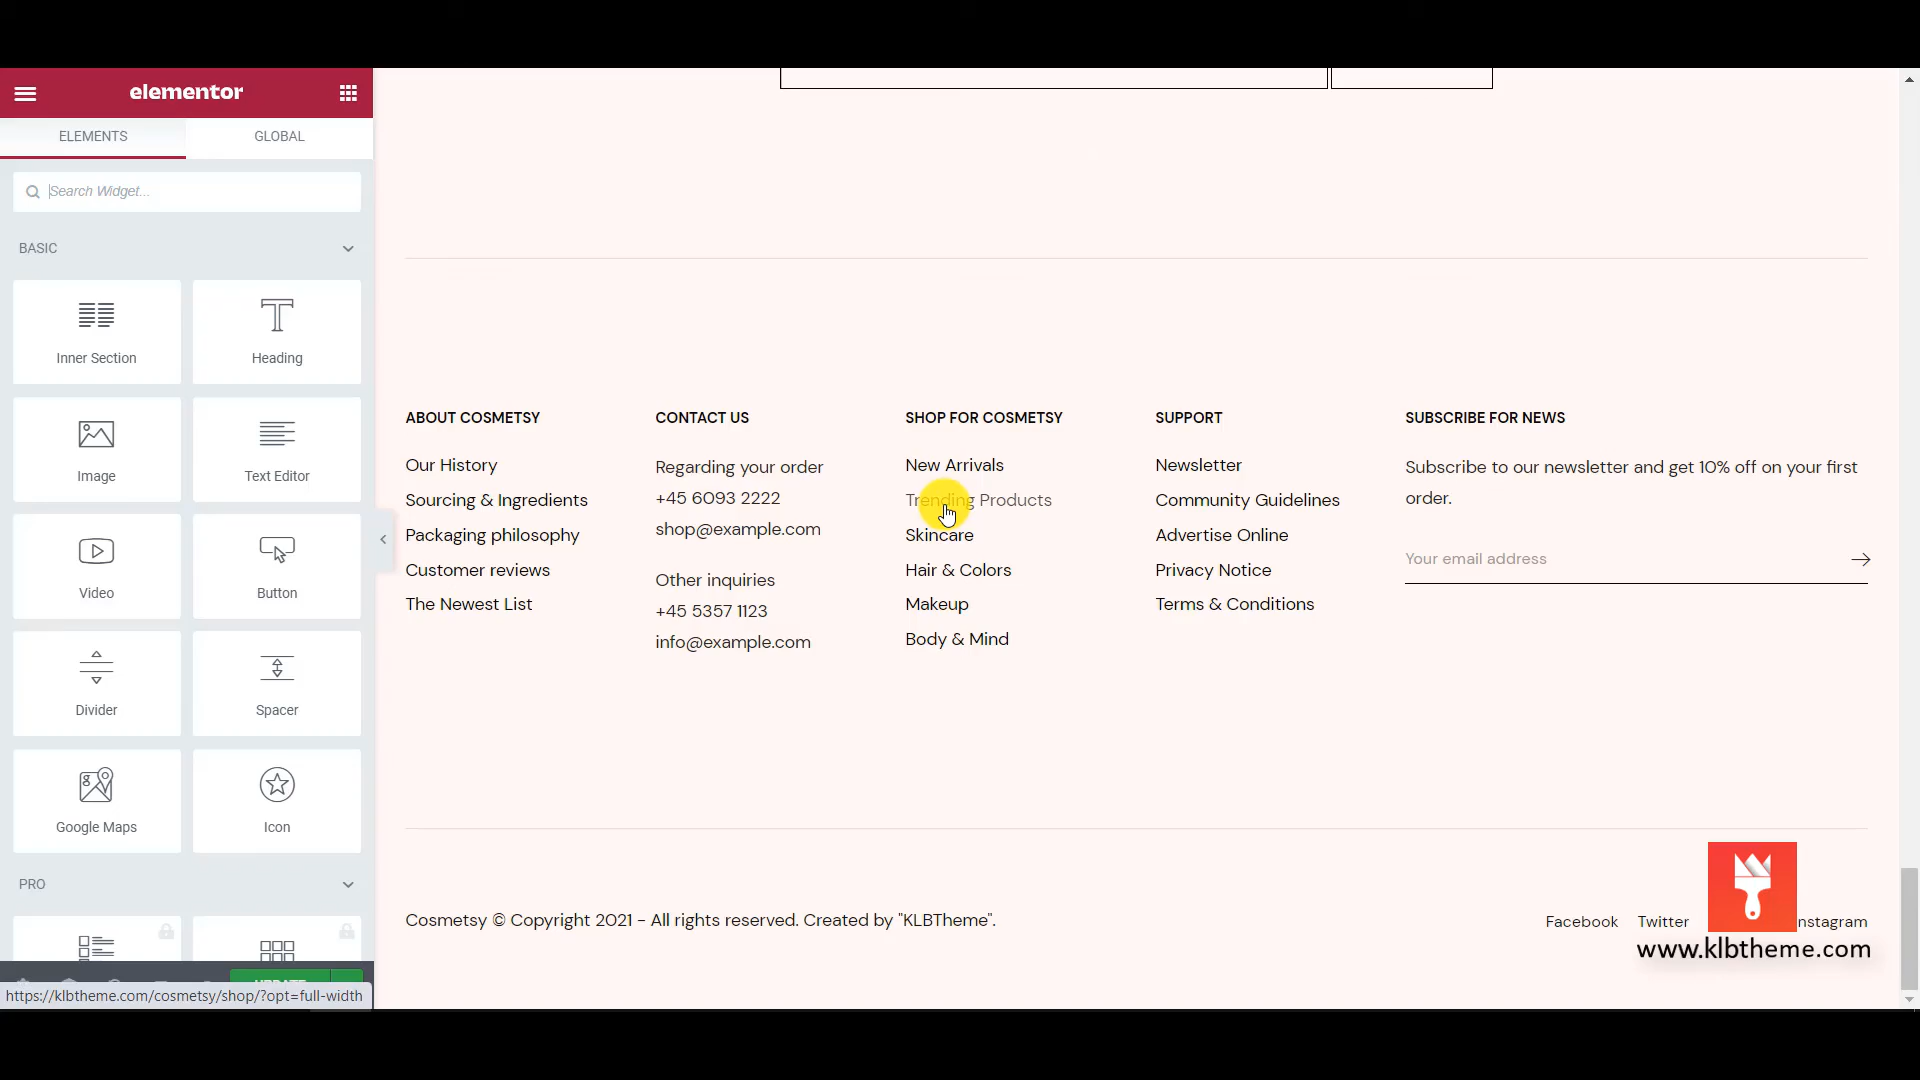 elementor
ELEMENTS
GLOBAL
Search Widget...
BASIC
Inner Section
Heading
Image
Text Editor
Video
Button
Divider
Spacer
Google Maps
Icon
PRO
https://klbtheme.com/cosmetsy/shop/?opt=full-width
ABOUT COSMETSY
Our History
Sourcing & Ingredients
Packaging philosophy
Customer reviews
The Newest List
CONTACT US
Regarding your order
+45 6093 2222
shop@example.com
Other inquiries
+45 5357 1123
info@example.com
SHOP FOR COSMETSY
New Arrivals
Trending Products
Skincare
Hair & Colors
Makeup
Body & Mind
SUPPORT
Newsletter
Community Guidelines
Advertise Online
Privacy Notice
Terms & Conditions
SUBSCRIBE FOR NEWS
Subscribe to our newsletter and get 10% off on your first
order.
Your email address
Cosmetsy © Copyright 2021 - All rights reserved. Created by "KLBTheme".
Facebook Twitter nstagram
www.klbtheme.com